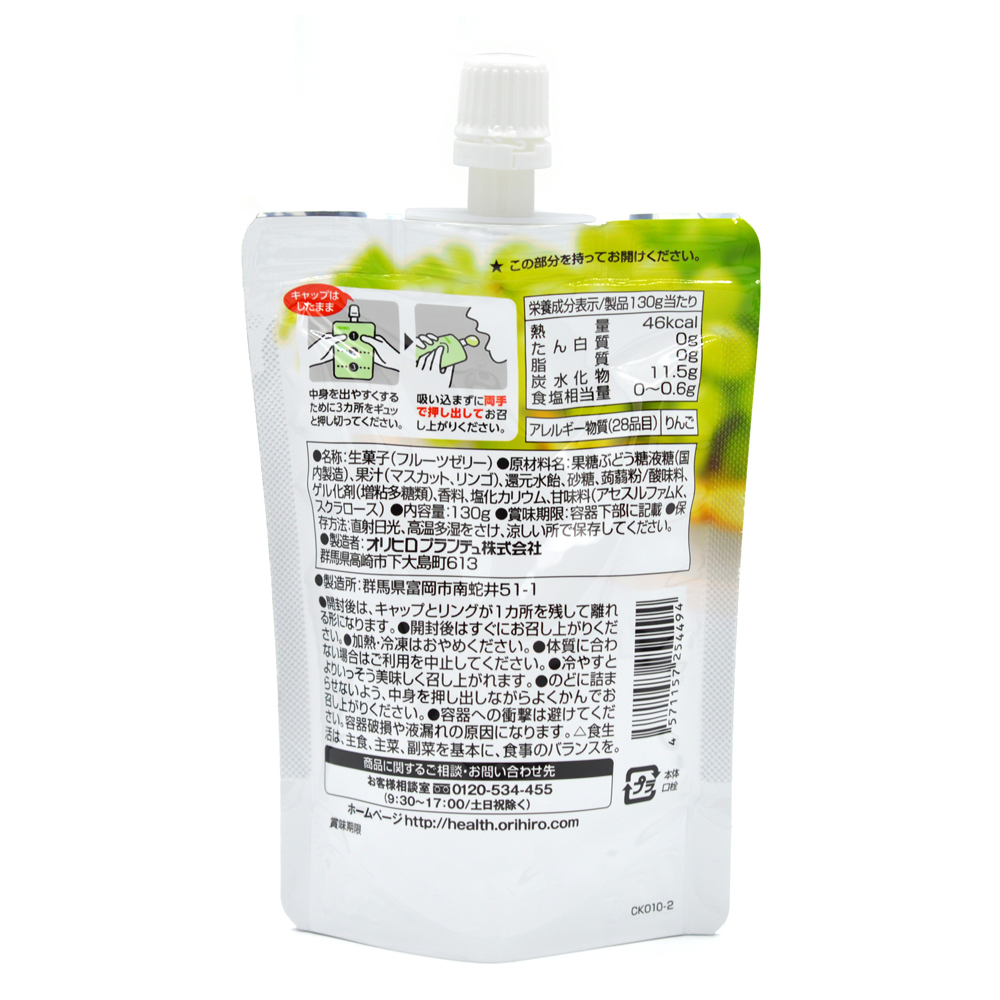 ★ この部分を持ってお開けください。
キャップは
したまま
1
2
3
中身を出やすくする
ために3カ所をギュッ
と押し切ってください。
吸い込まずに両手
で押し出してお召
し上がりください。
栄養成分表示/製品130g当たり
熱量 46kcal
たん白質 0g
脂質 0g
炭水化物 11.5g
食塩相当量 0〜0.6g
アレルギー物質(28品目) りんご
●名称:生菓子(フルーツゼリー) ●原材料名:果糖ぶどう糖液糖(国
内製造)、果汁(マスカット、リンゴ)、還元水飴、砂糖、蒟蒻粉/酸味料、
ゲル化剤(増粘多糖類)、香料、塩化カリウム、甘味料(アセスルファムK、
スクラロース) ●内容量:130g ●賞味期限:容器下部に記載 ●保
存方法:直射日光、高温多湿をさけ、涼しい所で保存してください。
●製造者:オリヒロプランデュ株式会社
群馬県高崎市下大島町613
●製造所:群馬県富岡市南蛇井51-1
●開封後は、キャップとリングが1カ所を残して離れ
る形になります。●開封後はすぐにお召し上がりくだ
さい。●加熱・冷凍はおやめください。●体質に合わ
ない場合はご利用を中止してください。●冷やすと
よりいっそう美味しく召し上がれます。●のどに詰ま
らせないよう、中身を押し出しながらよくかんでお
召し上がりください。●容器への衝撃は避けてくだ
さい。容器破損や液漏れの原因になります。△食生
活は、主食、主菜、副菜を基本に、食事のバランスを。
4 571157 254494
商品に関するご相談・お問い合わせ先
お客様相談室 0120-534-455
(9:30〜17:00/土日祝除く)
プラ
本体
口栓
ホームページ http://health.orihiro.com
賞味期限
CK010-2